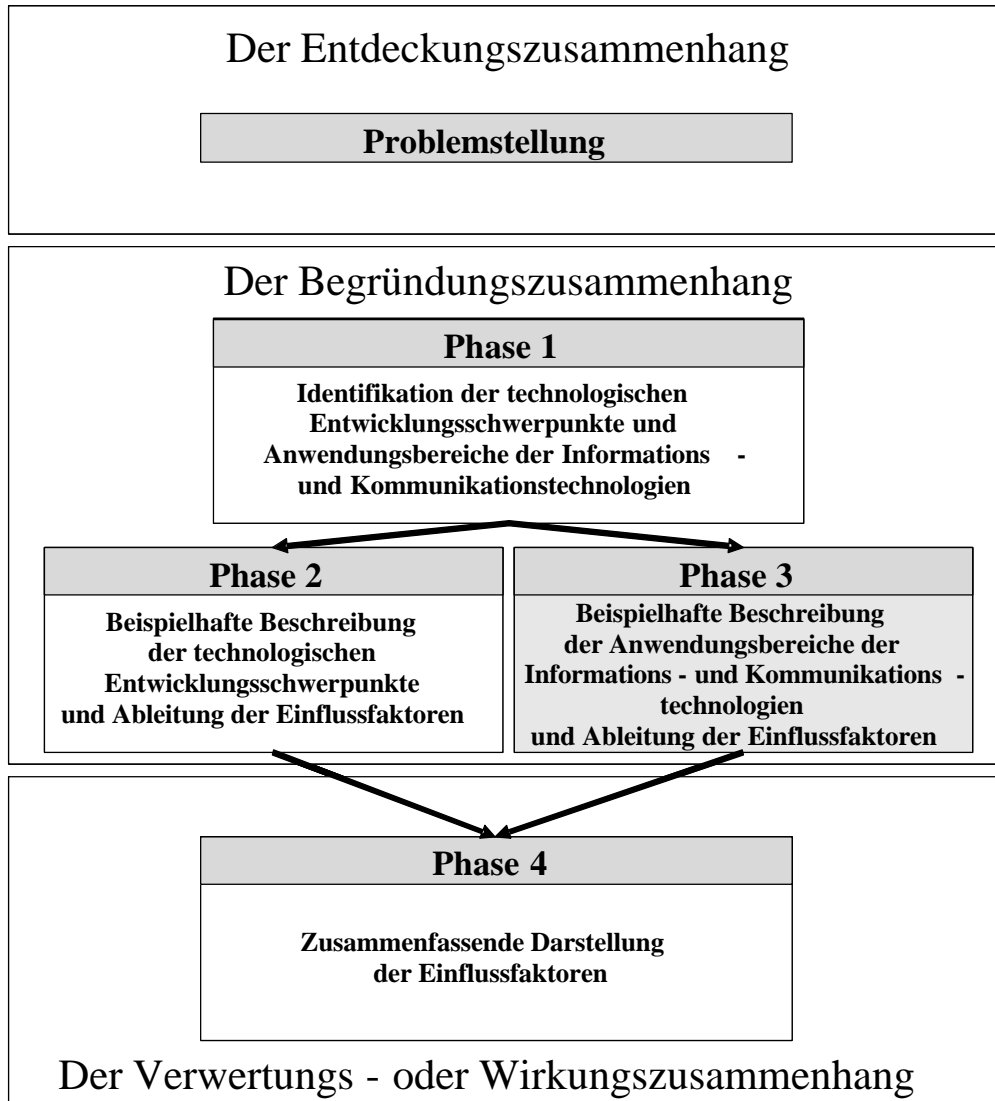 Der Entdeckungszusammenhang
Problemstellung
Der Begründungszusammenhang
Phase 1
Identifikation der technologischen
Entwicklungsschwerpunkte und
Anwendungsbereiche der Informations -
und Kommunikationstechnologien
Phase 2
Beispielhafte Beschreibung
der technologischen
Entwicklungsschwerpunkte
und Ableitung der Einflussfaktoren
Phase 3
Beispielhafte Beschreibung
der Anwendungsbereiche der
Informations - und Kommunikations -
technologien
und Ableitung der Einflussfaktoren
Phase 4
Zusammenfassende Darstellung
der Einflussfaktoren
Der Verwertungs - oder Wirkungszusammenhang